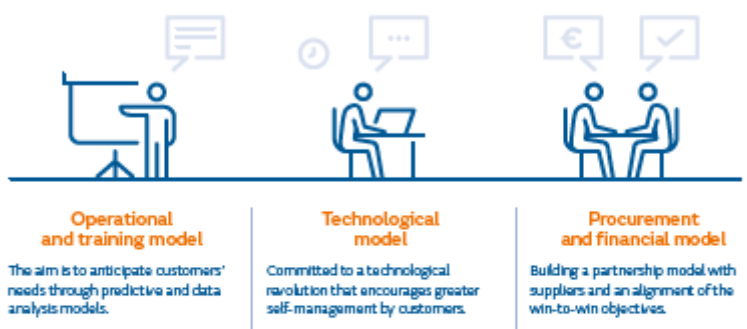 Operational
and training model
The aim is to anticipate customers'
needs through predictive and data
analysis models.
Technological
model
Committed to a technological
revolution that encourages greater
self-management by customers.
Procurement
and financial model
Building a partnership model with
suppliers and an alignment of the
win-to-win objectives.
€